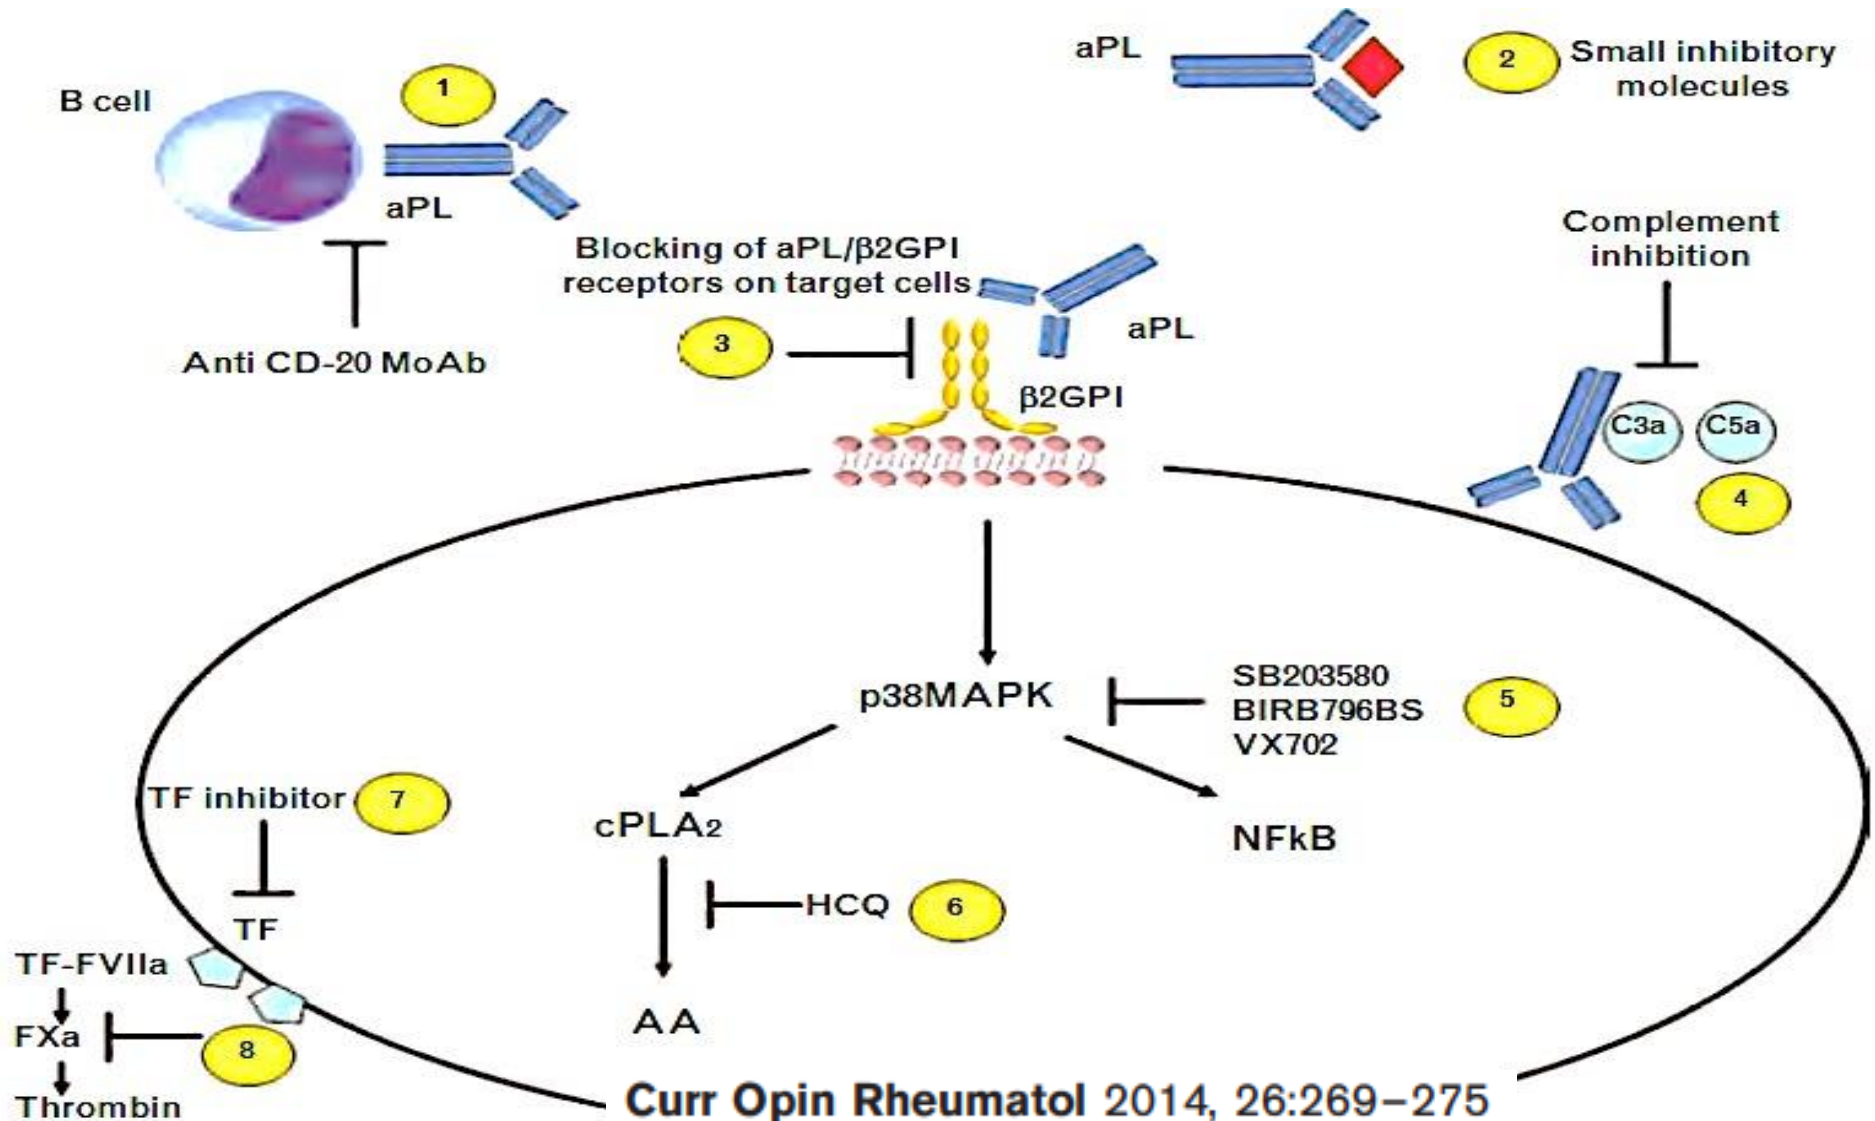 aPL
2
Small inhibitory
molecules
B cell
1
aPL
Anti CD-20 MoAb
Blocking of aPL/β2GPI
receptors on target cells
3
aPL
β2GPI
Complement
inhibition
C3a
C5a
4
p38MAPK
SB203580
BIRB796BS
VX702
5
cPLA2
NFkB
HCQ
6
AA
TF inhibitor
7
TF
TF-FVIIa
FXa
8
Thrombin
Curr Opin Rheumatol 2014, 26:269–275